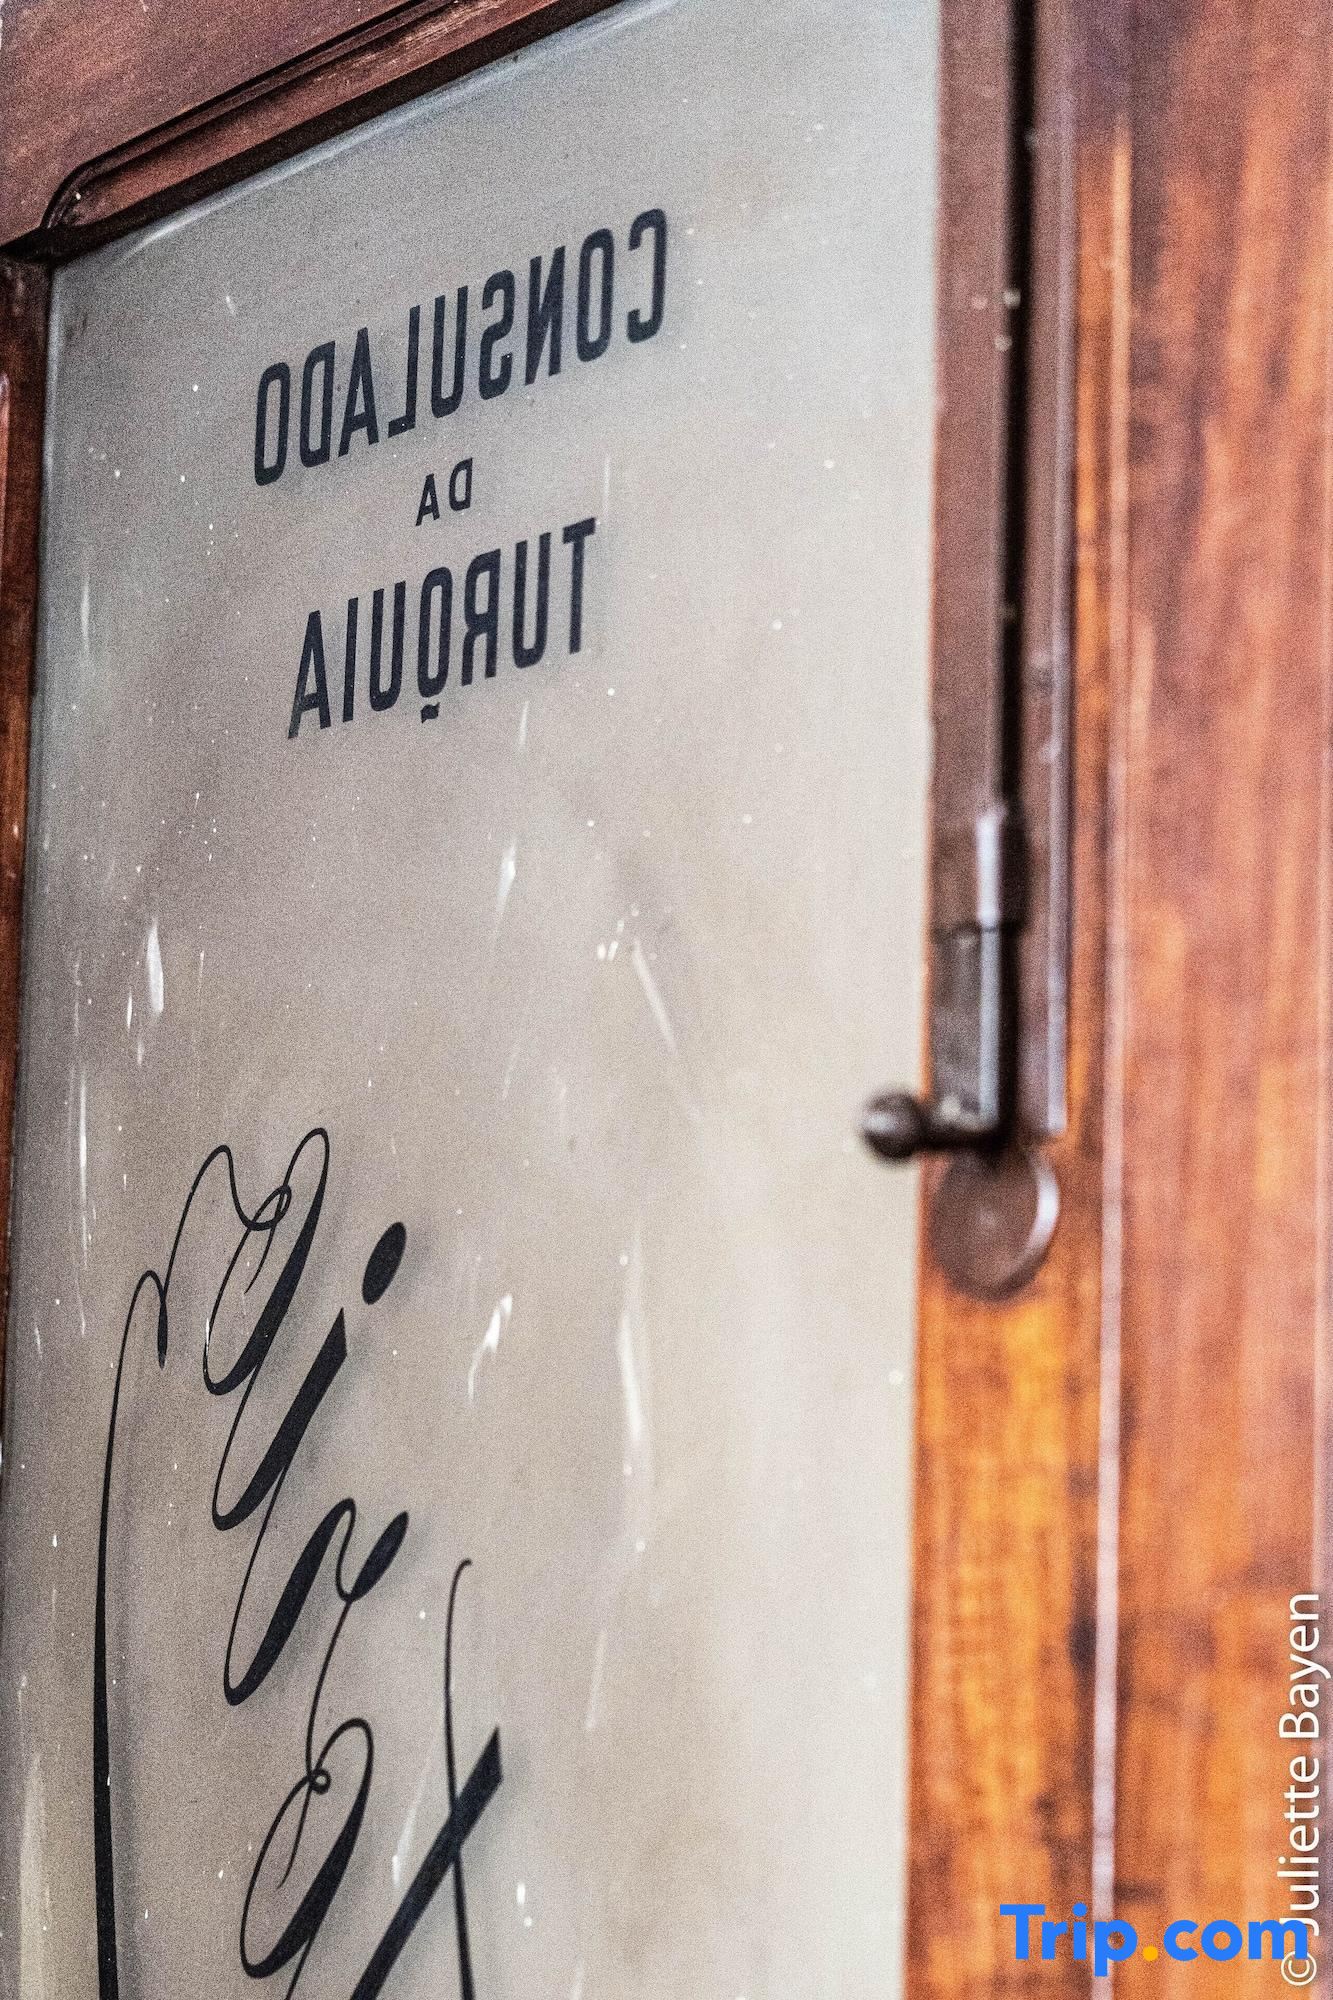 CONSULADO
DA
TURQUIA
© Juliette Bayen
Trip.com